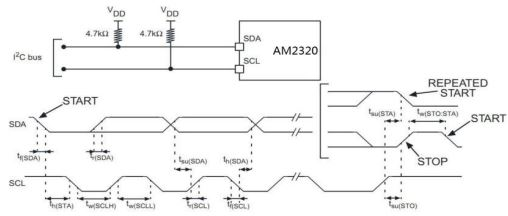 VDD VDD
4.7kΩ 4.7kΩ
SDA
AM2320
I²C bus
SCL
REPEATED
START
START
tsu(STA) tw(STO:STA)
START
SDA
tf(SDA) tr(SDA) tsu(SDA) th(SDA)
STOP
SCL
th(STA) tw(SCLH) tw(SCLL) tr(SCL) tf(SCL) tsu(STO)